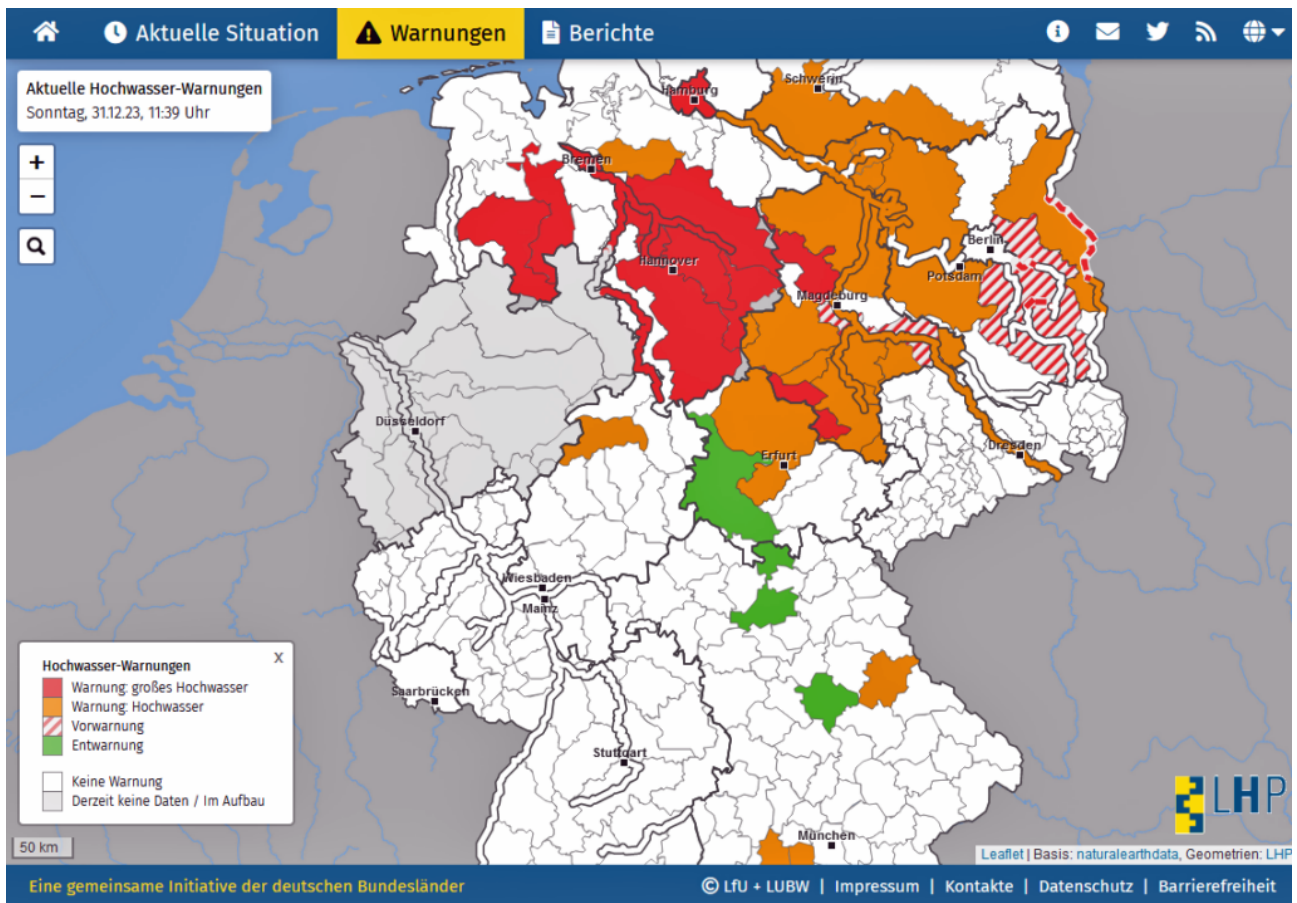 Aktuelle Situation
Warnungen
Berichte
Aktuelle Hochwasser-Warnungen
Sonntag, 31.12.23, 11:39 Uhr
+
−
Schwerin
Hamburg
Bremen
Berlin
Hannover
Potsdam
Magdeburg
Düsseldorf
Dresden
Erfurt
Wiesbaden
Mainz
Saarbrücken
Stuttgart
München
Hochwasser-Warnungen
x
Warnung: großes Hochwasser
Warnung: Hochwasser
Vorwarnung
Entwarnung
Keine Warnung
Derzeit keine Daten / Im Aufbau
LHP
50 km
Leaflet | Basis: naturalearthdata, Geometrien: LHP
Eine gemeinsame Initiative der deutschen Bundesländer
© LfU + LUBW | Impressum | Kontakte | Datenschutz | Barrierefreiheit